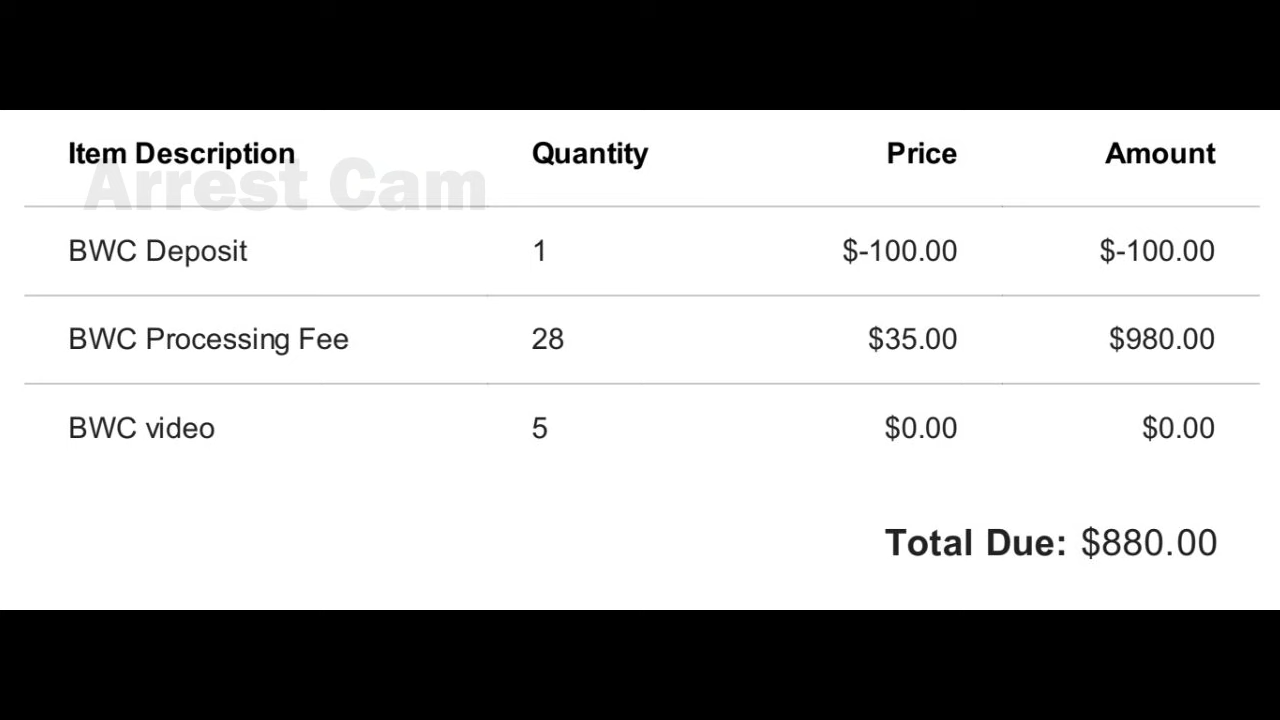 Item Description Quantity Price Amount
Arrest Cam
BWC Deposit 1 $-100.00 $-100.00
BWC Processing Fee 28 $35.00 $980.00
BWC video 5 $0.00 $0.00
Total Due: $880.00